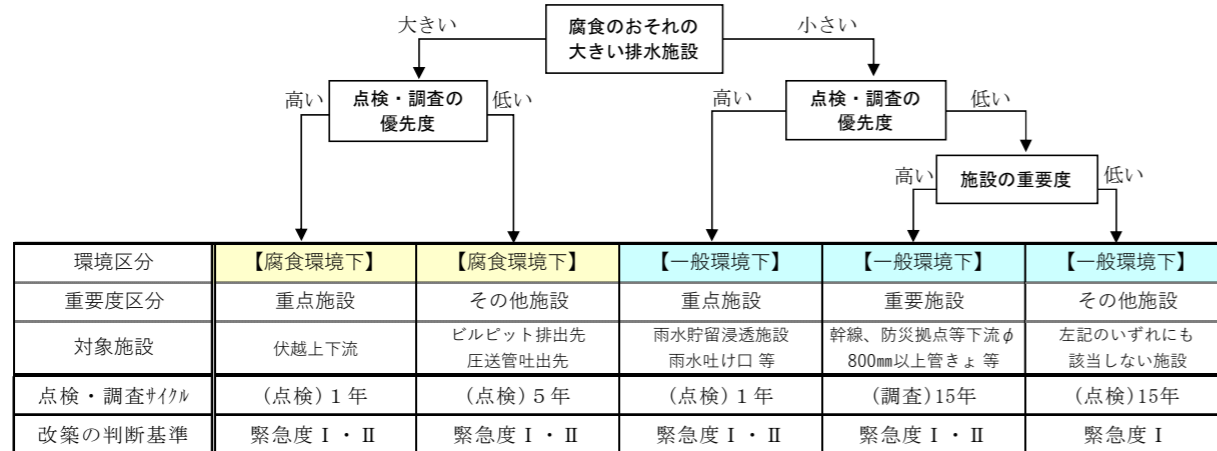 腐食のおそれの
大きい排水施設
大きい
小さい
点検・調査の
優先度
高い
低い
点検・調査の
優先度
高い
低い
施設の重要度
高い
低い
環境区分 【腐食環境下】 【腐食環境下】 【一般環境下】 【一般環境下】 【一般環境下】
重要度区分 重点施設 その他施設 重点施設 重要施設 その他施設
対象施設
伏越上下流
ビルピット排出先
圧送管吐出先
雨水貯留浸透施設
雨水吐け口 等
幹線、防災拠点等下流φ
800㎜以上管きょ 等
左記のいずれにも
該当しない施設
点検・調査ｻｲｸﾙ (点検)１年 (点検)５年 (点検)１年 (調査)15年 (点検)15年
改築の判断基準 緊急度Ⅰ・Ⅱ 緊急度Ⅰ・Ⅱ 緊急度Ⅰ・Ⅱ 緊急度Ⅰ・Ⅱ 緊急度Ⅰ